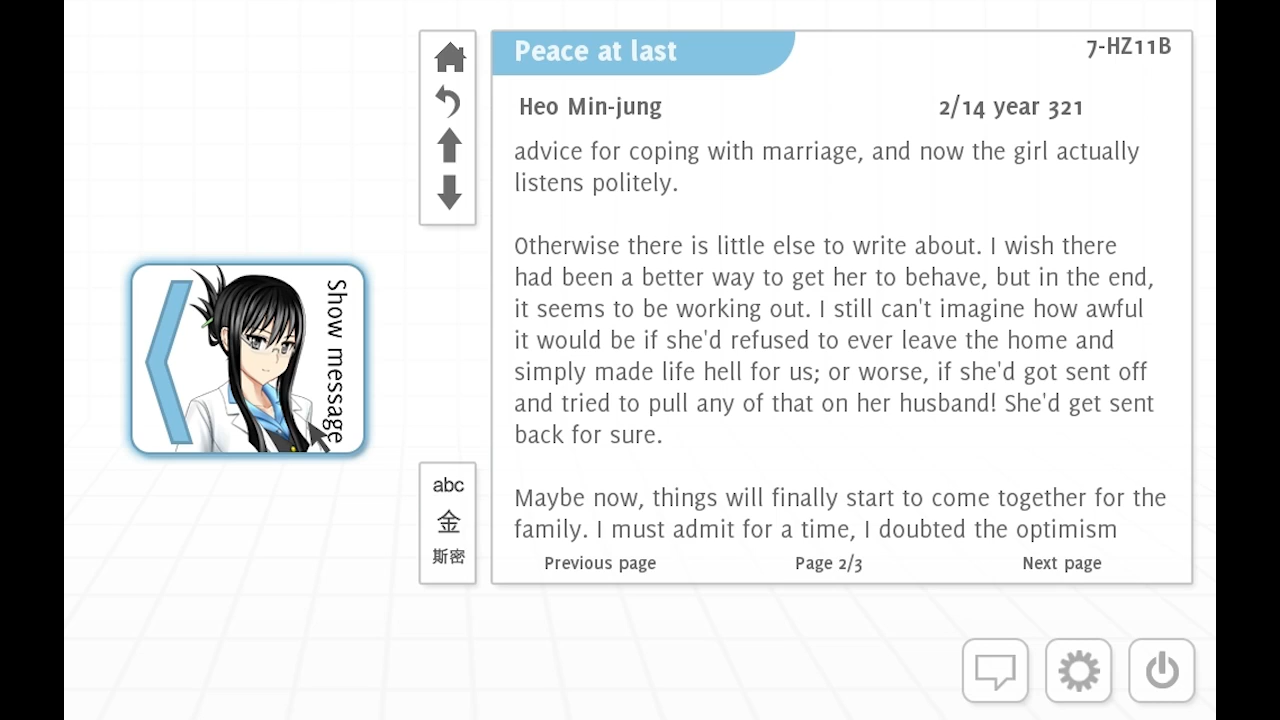 Peace at last
7-HZ11B
Heo Min-jung
2/14 year 321
advice for coping with marriage, and now the girl actually
listens politely.
Otherwise there is little else to write about. I wish there
had been a better way to get her to behave, but in the end,
it seems to be working out. I still can't imagine how awful
it would be if she'd refused to ever leave the home and
simply made life hell for us; or worse, if she'd got sent off
and tried to pull any of that on her husband! She'd get sent
back for sure.
Maybe now, things will finally start to come together for the
family. I must admit for a time, I doubted the optimism
Previous page
Page 2/3
Next page
Show message
abc
金
斯密